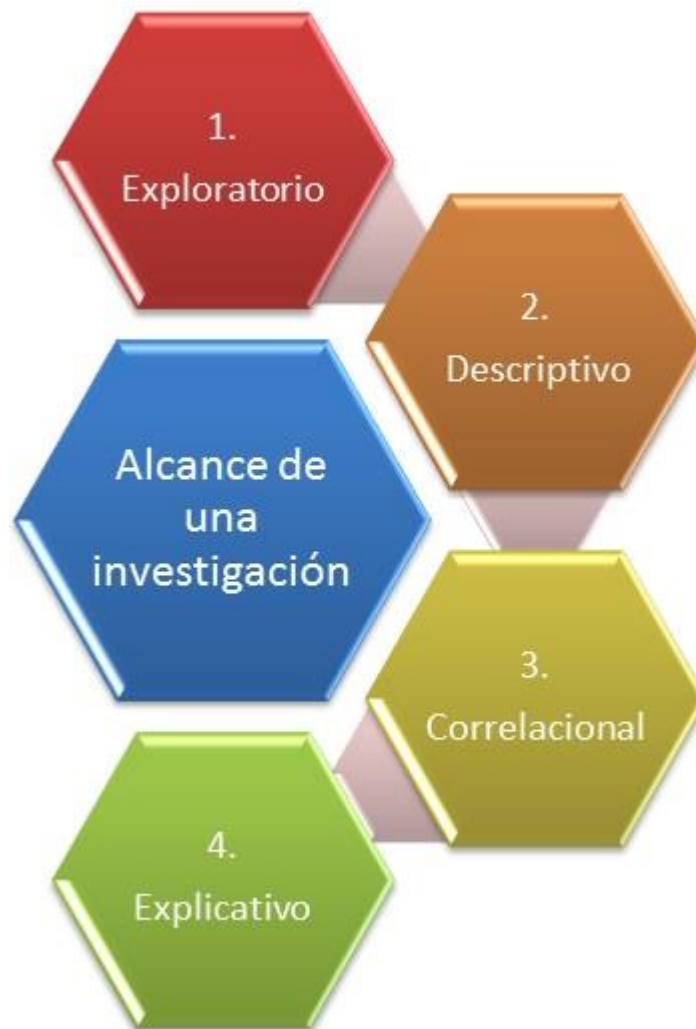 1.
Exploratorio
2.
Descriptivo
Alcance de
una
investigación
3.
Correlacional
4.
Explicativo